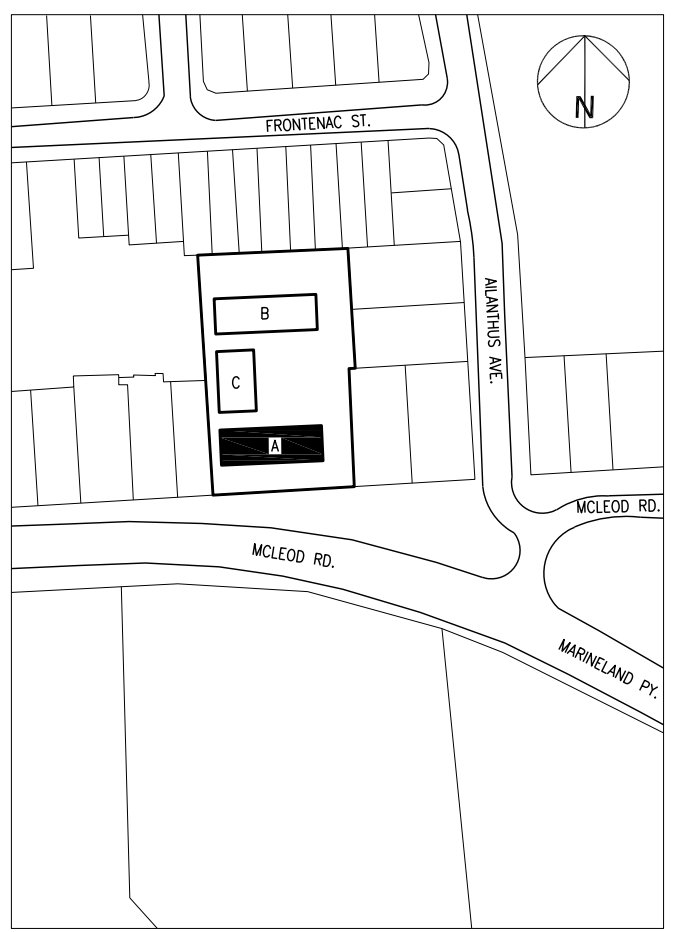 N
FRONTENAC ST.
AILANTHUS AVE.
B
C
A
MCLEOD RD.
MCLEOD RD.
MARINELAND PY.